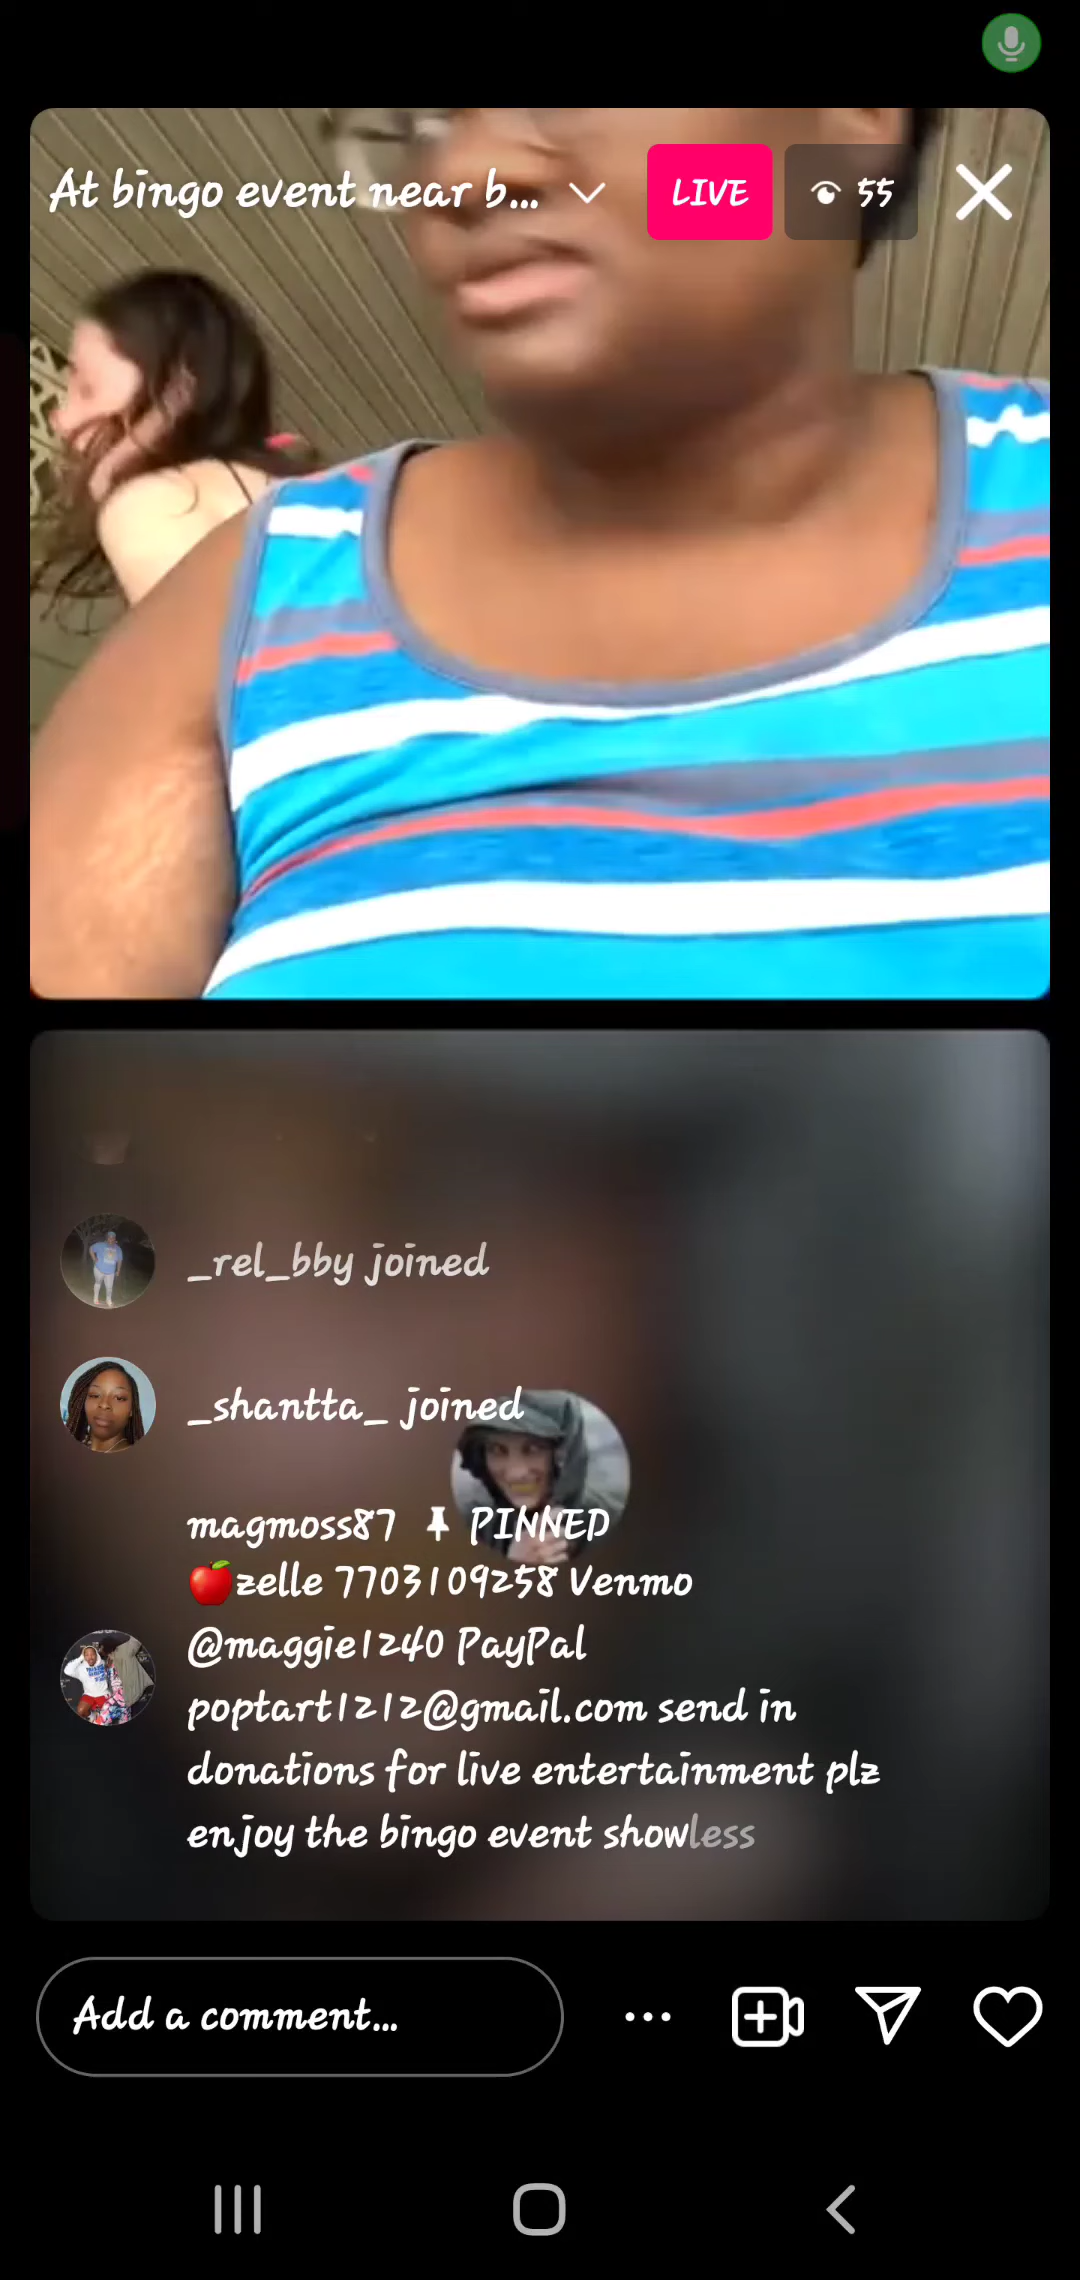 At bingo event near b...
LIVE
55
_rel_bby joined
_shantta_ joined
magmoss87 📌 PINNED
🍎zelle 7703109258 Venmo
@maggie1240 PayPal
poptart1212@gmail.com send in
donations for live entertainment plz
enjoy the bingo event showless
Add a comment...